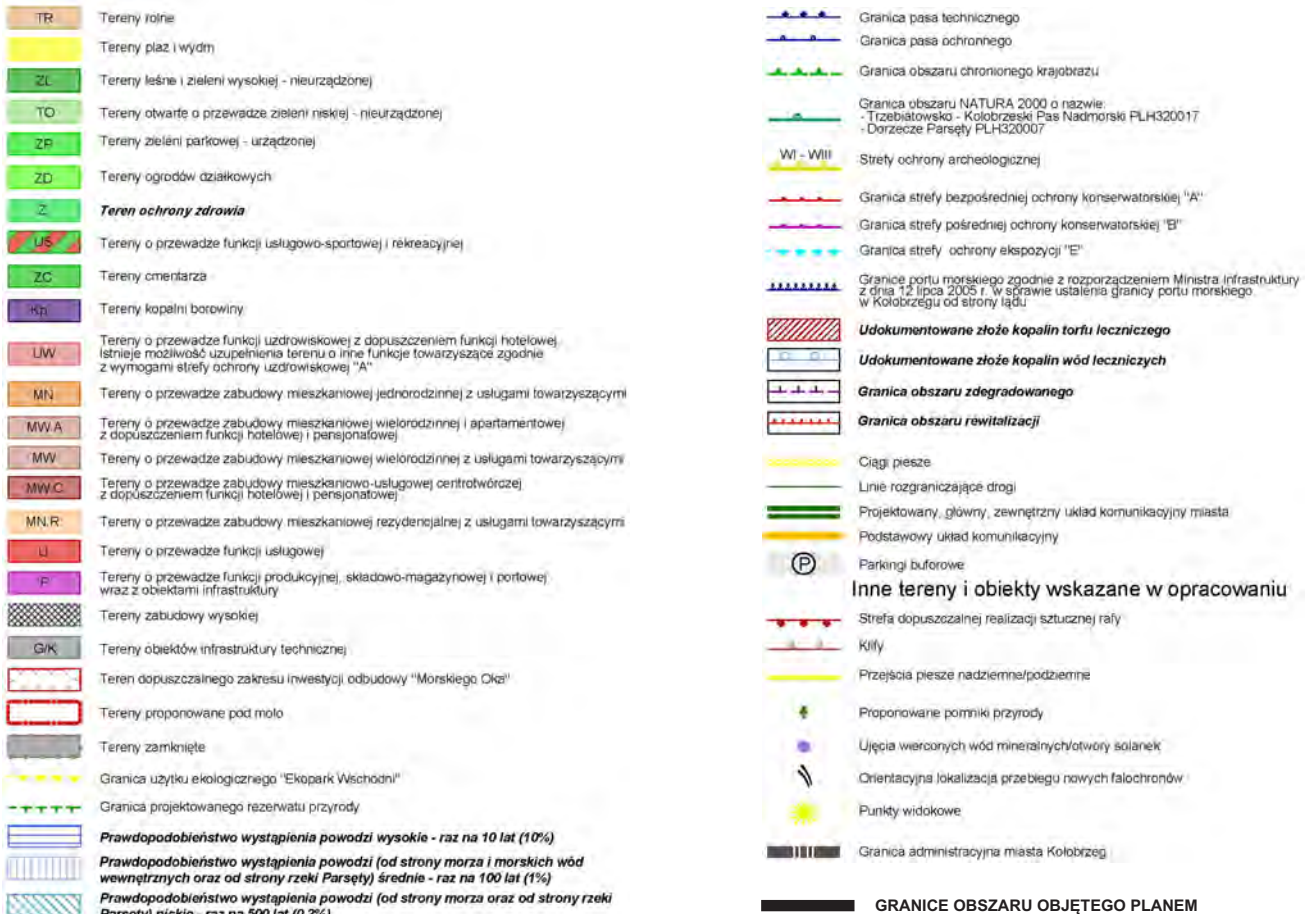 TR Tereny rolne
Tereny plaż i wydm
ZL Tereny leśne i zieleni wysokiej - nieurządzonej
TO Tereny otwarte o przewadze zieleni niskiej - nieurządzonej
ZP Tereny zieleni parkowej - urządzonej
ZD Tereny ogrodów działkowych
Z Teren ochrony zdrowia
US Tereny o przewadze funkcji usługowo-sportowej i rekreacyjnej
ZC Tereny cmentarza
Kp Tereny kopalni borowiny
UW Tereny o przewadze funkcji uzdrowiskowej z dopuszczeniem funkcji hotelowej.
Istnieje możliwość uzupełnienia terenu o inne funkcje towarzyszące zgodnie
z wymogami strefy ochrony uzdrowiskowej "A"
MN Tereny o przewadze zabudowy mieszkaniowej jednorodzinnej z usługami towarzyszącymi
MW.A Tereny o przewadze zabudowy mieszkaniowej wielorodzinnej i apartamentowej
z dopuszczeniem funkcji hotelowej i pensjonatowej
MW Tereny o przewadze zabudowy mieszkaniowej wielorodzinnej z usługami towarzyszącymi
MW.C Tereny o przewadze zabudowy mieszkaniowo-usługowej centrotwórczej
z dopuszczeniem funkcji hotelowej i pensjonatowej
MN.R Tereny o przewadze zabudowy mieszkaniowej rezydencjalnej z usługami towarzyszącymi
U Tereny o przewadze funkcji usługowej
P Tereny o przewadze funkcji produkcyjnej, składowo-magazynowej i portowej
wraz z obiektami infrastruktury
Tereny zabudowy wysokiej
G/K Tereny obiektów infrastruktury technicznej
Teren dopuszczalnego zakresu inwestycji odbudowy "Morskiego Oka"
Tereny proponowane pod molo
Tereny zamknięte
Granica użytku ekologicznego "Ekopark Wschodni"
Granica projektowanego rezerwatu przyrody
Prawdopodobieństwo wystąpienia powodzi wysokie - raz na 10 lat (10%)
Prawdopodobieństwo wystąpienia powodzi (od strony morza i morskich wód
wewnętrznych oraz od strony rzeki Parsęty) średnie - raz na 100 lat (1%)
Prawdopodobieństwo wystąpienia powodzi (od strony morza oraz od strony rzeki
Parsęty) niskie - raz na 500 lat (0,2%)
Granica pasa technicznego
Granica pasa ochronnego
Granica obszaru chronionego krajobrazu
Granica obszaru NATURA 2000 o nazwie:
- Trzebiatowsko - Kołobrzeski Pas Nadmorski PLH320017
- Dorzecze Parsęty PLH320007
WI - WIII Strefy ochrony archeologicznej
Granica strefy bezpośredniej ochrony konserwatorskiej "A"
Granica strefy pośredniej ochrony konserwatorskiej "B"
Granica strefy ochrony ekspozycji "E"
Granice portu morskiego zgodnie z rozporządzeniem Ministra Infrastruktury
z dnia 12 lipca 2005 r. w sprawie ustalenia granicy portu morskiego
w Kołobrzegu od strony lądu
Udokumentowane złoże kopalin torfu leczniczego
Udokumentowane złoże kopalin wód leczniczych
Granica obszaru zdegradowanego
Granica obszaru rewitalizacji
Ciągi piesze
Linie rozgraniczające drogi
Projektowany, główny, zewnętrzny układ komunikacyjny miasta
Podstawowy układ komunikacyjny
P Parkingi buforowe
Inne tereny i obiekty wskazane w opracowaniu
Strefa dopuszczalnej realizacji sztucznej rafy
Klify
Przejścia piesze nadziemne/podziemne
Proponowane pomniki przyrody
Ujęcia wierconych wód mineralnych/otwory solanek
Orientacyjna lokalizacja przebiegu nowych falochronów
Punkty widokowe
Granica administracyjna miasta Kołobrzeg
GRANICE OBSZARU OBJĘTEGO PLANEM